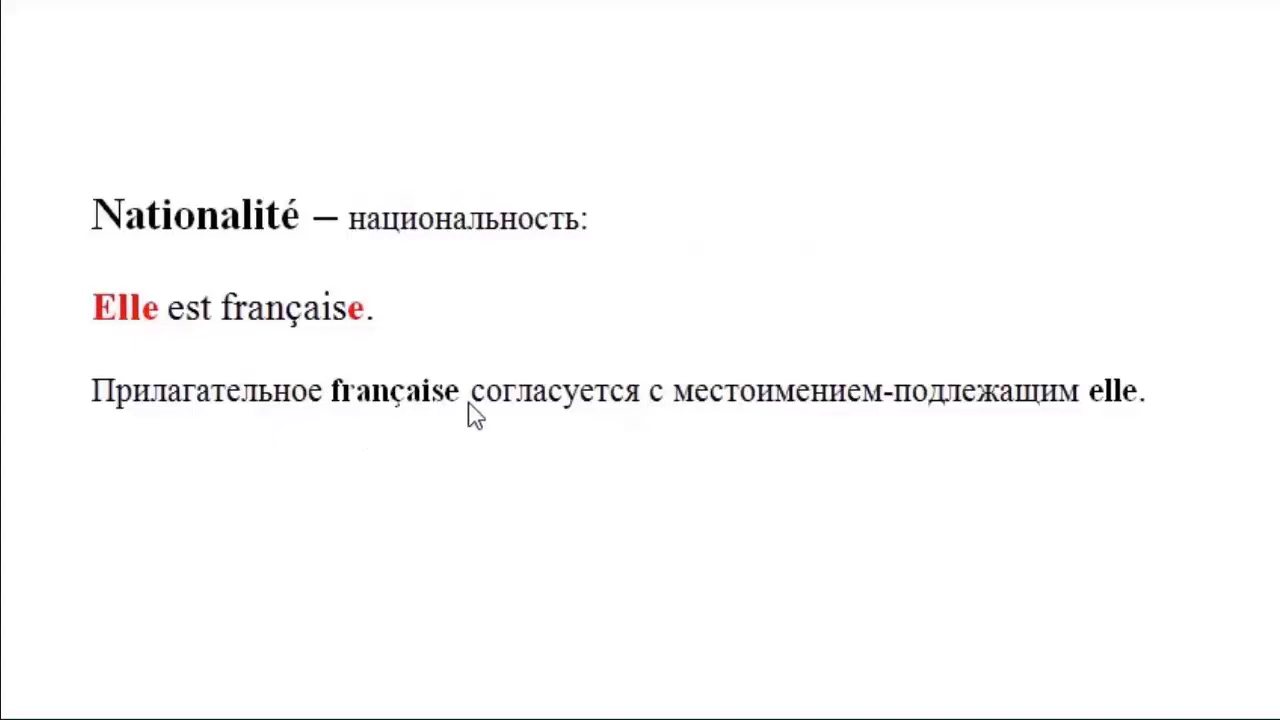 Nationalité – национальность:
Elle est française.
Прилагательное française согласуется с местоимением-подлежащим elle.